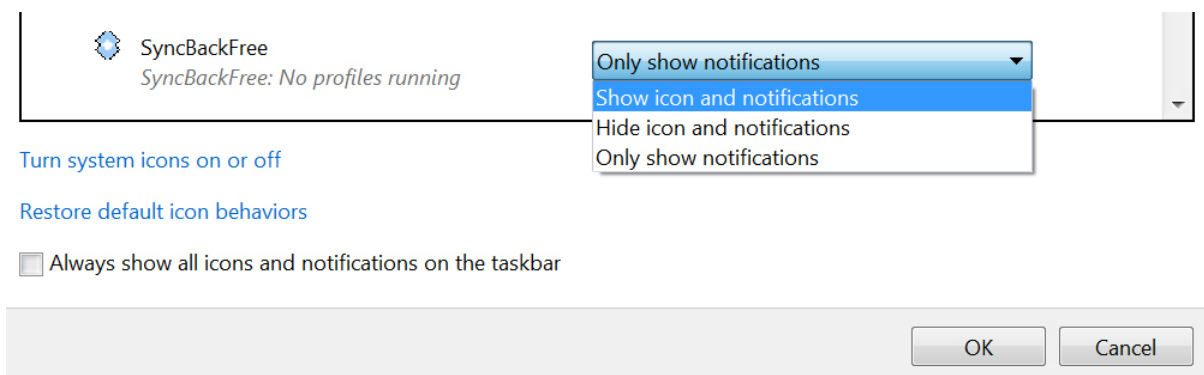 SyncBackFree
SyncBackFree: No profiles running
Only show notifications
Show icon and notifications
Hide icon and notifications
Only show notifications
Turn system icons on or off
Restore default icon behaviors
Always show all icons and notifications on the taskbar
OK
Cancel